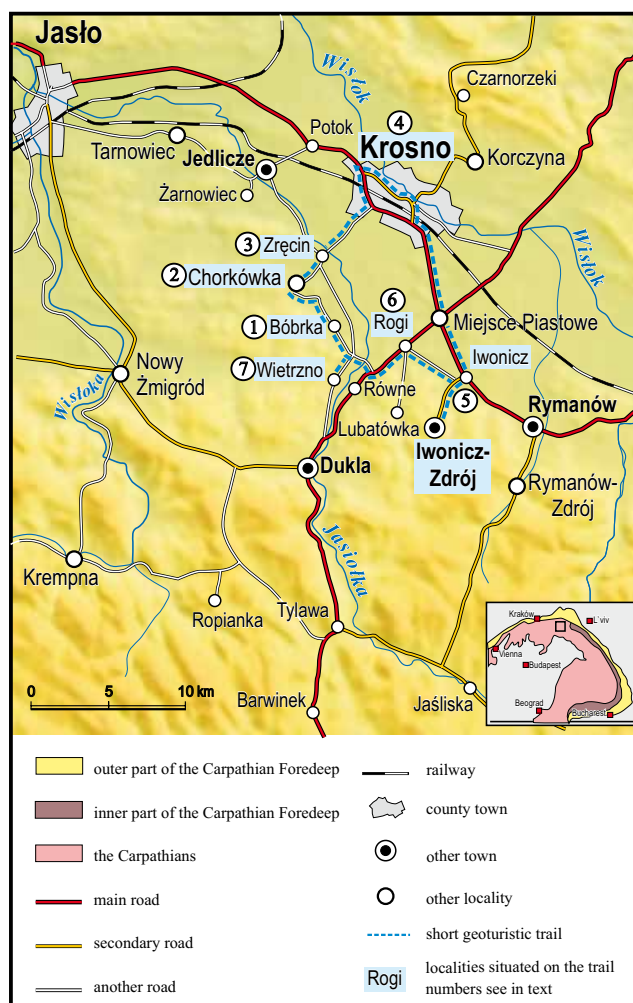 Jasło
Wisłok
Czarnorzeki
Potok
4
Krosno
Tarnowiec
Jedlicze
Korczyna
Żarnowiec
3 Zręcin
Wisłok
2 Chorkówka
6
Rogi
Miejsce Piastowe
1 Bóbrka
Iwonicz
7 Wietrzno
Nowy
Żmigród
Wisłoka
Równe
5
Lubatówka
Rymanów
Iwonicz-
Zdrój
Dukla
Rymanów-
Zdrój
Jasiołka
Krempna
Ropianka
Tylawa
Kraków
L'viv
Vienna
Budapest
Beograd
Bucharest
0 5 10 km
Barwinek
Jaśliska
outer part of the Carpathian Foredeep
inner part of the Carpathian Foredeep
the Carpathians
main road
secondary road
another road
railway
county town
other town
other locality
short geoturistic trail
Rogi
localities situated on the trail
numbers see in text